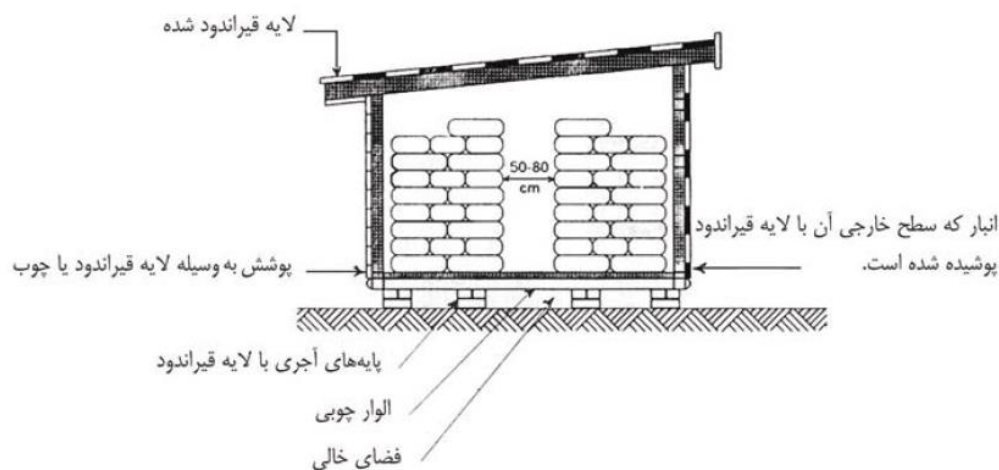 لایه قیراندود شده
50-80
cm
انبار که سطح خارجی آن با لایه قیراندود
پوشیده شده است.
پوشش به وسیله لایه قیراندود یا چوب
پایه‌های آجری با لایه قیراندود
الوار چوبی
فضای خالی